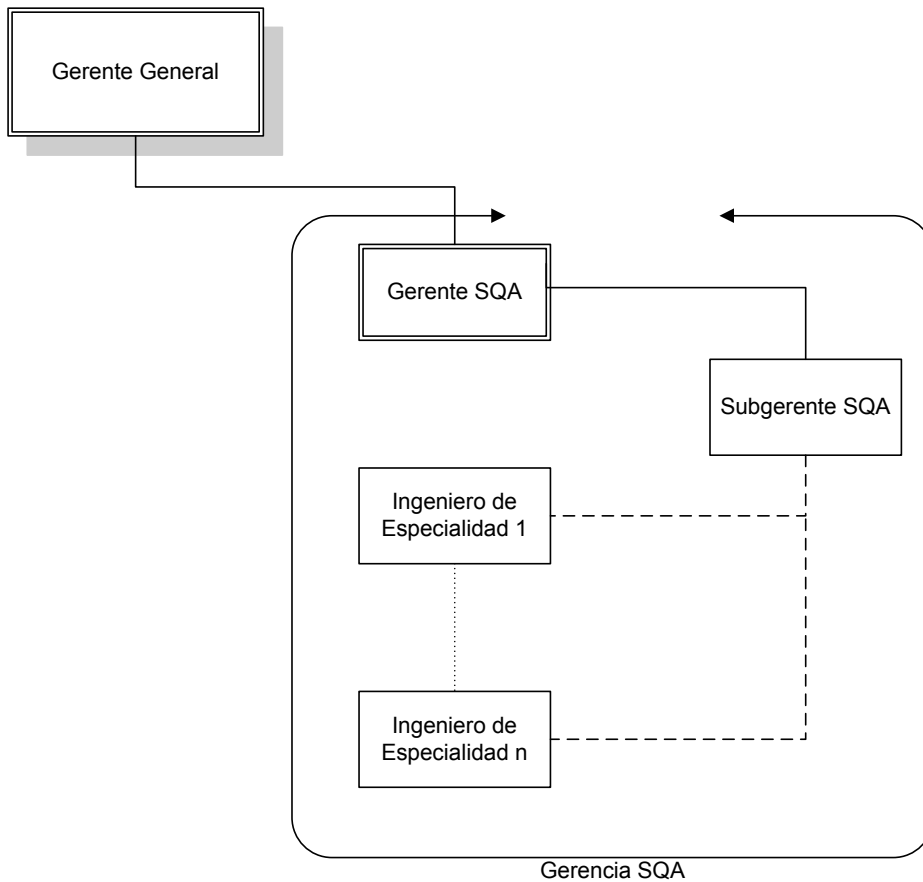 Gerente General
Gerente SQA
Subgerente SQA
Ingeniero de
Especialidad 1
Ingeniero de
Especialidad n
Gerencia SQA